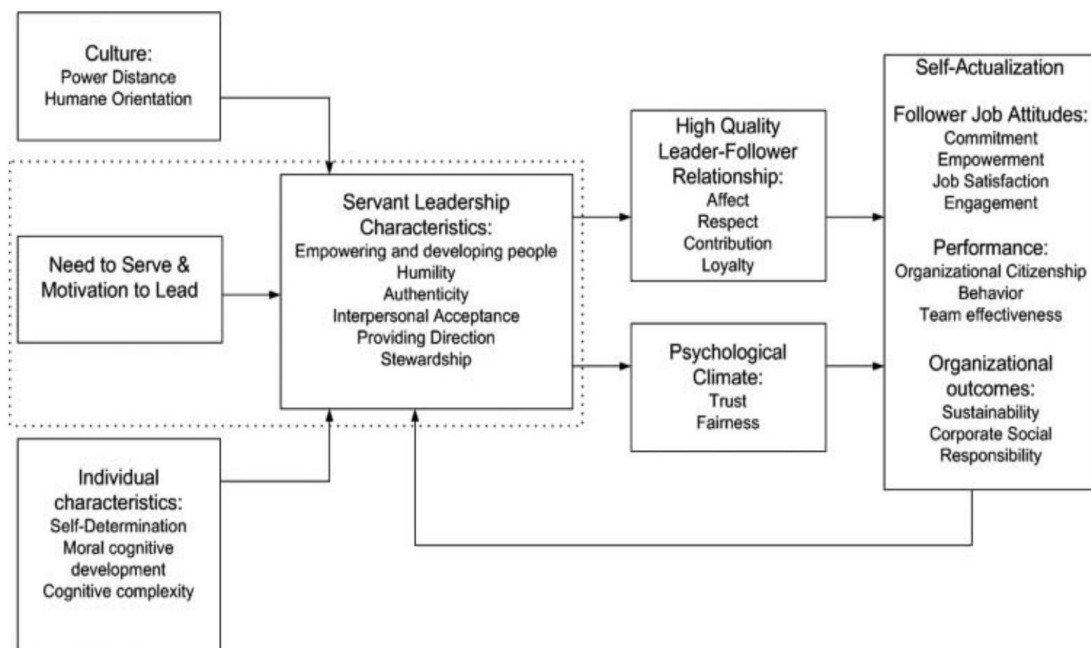 Culture:
Power Distance
Humane Orientation
Need to Serve &
Motivation to Lead
Individual
characteristics:
Self-Determination
Moral cognitive
development
Cognitive complexity
Servant Leadership
Characteristics:
Empowering and developing people
Humility
Authenticity
Interpersonal Acceptance
Providing Direction
Stewardship
High Quality
Leader-Follower
Relationship:
Affect
Respect
Contribution
Loyalty
Psychological
Climate:
Trust
Fairness
Self-Actualization
Follower Job Attitudes:
Commitment
Empowerment
Job Satisfaction
Engagement
Performance:
Organizational Citizenship
Behavior
Team effectiveness
Organizational
outcomes:
Sustainability
Corporate Social
Responsibility